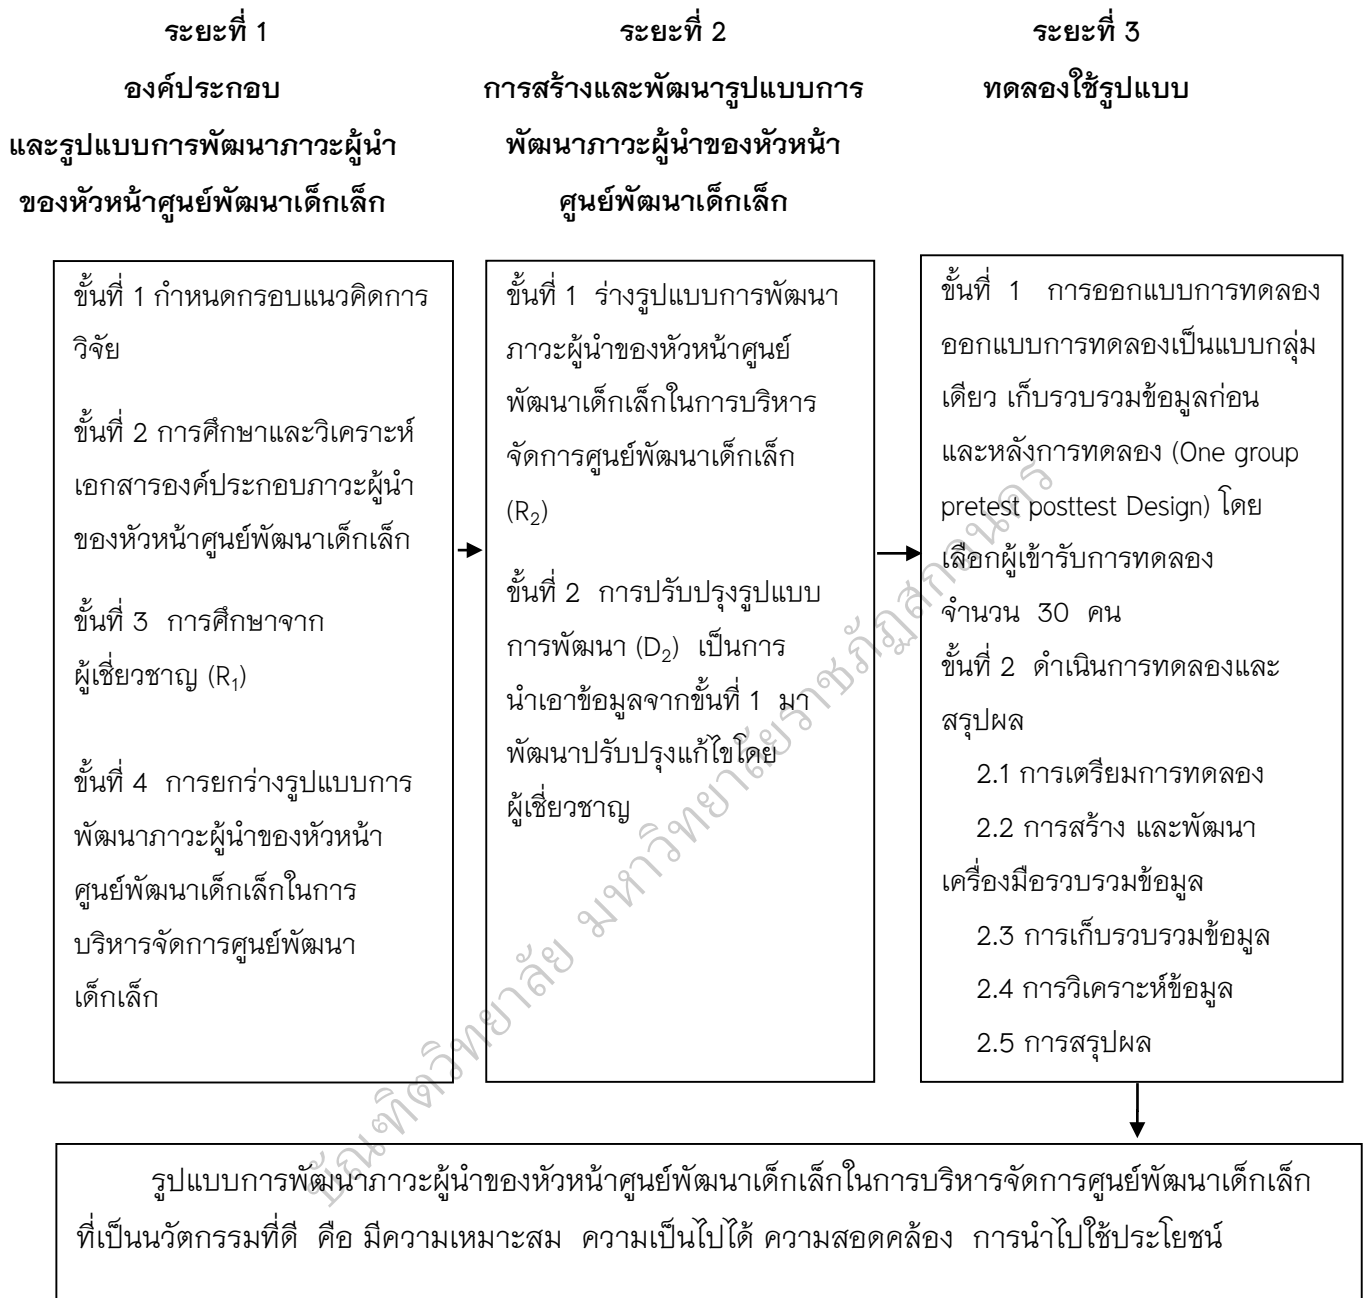 ระยะที่ 1
องค์ประกอบ
และรูปแบบการพัฒนาภาวะผู้นำ
ของหัวหน้าศูนย์พัฒนาเด็กเล็ก
ระยะที่ 2
การสร้างและพัฒนารูปแบบการ
พัฒนาภาวะผู้นำของหัวหน้า
ศูนย์พัฒนาเด็กเล็ก
ระยะที่ 3
ทดลองใช้รูปแบบ
ขั้นที่ 1 กำหนดกรอบแนวคิดการ
วิจัย
ขั้นที่ 2 การศึกษาและวิเคราะห์
เอกสารองค์ประกอบภาวะผู้นำ
ของหัวหน้าศูนย์พัฒนาเด็กเล็ก
ขั้นที่ 3 การศึกษาจาก
ผู้เชี่ยวชาญ (R₁)
ขั้นที่ 4 การยกร่างรูปแบบการ
พัฒนาภาวะผู้นำของหัวหน้า
ศูนย์พัฒนาเด็กเล็กในการ
บริหารจัดการศูนย์พัฒนา
เด็กเล็ก
ขั้นที่ 1 ร่างรูปแบบการพัฒนา
ภาวะผู้นำของหัวหน้าศูนย์
พัฒนาเด็กเล็กในการบริหาร
จัดการศูนย์พัฒนาเด็กเล็ก
(R₂)
ขั้นที่ 2 การปรับปรุงรูปแบบ
การพัฒนา (D₂) เป็นการ
นำเอาข้อมูลจากขั้นที่ 1 มา
พัฒนาปรับปรุงแก้ไขโดย
ผู้เชี่ยวชาญ
ขั้นที่ 1 การออกแบบการทดลอง
ออกแบบการทดลองเป็นแบบกลุ่ม
เดียว เก็บรวบรวมข้อมูลก่อน
และหลังการทดลอง (One group
pretest posttest Design) โดย
เลือกผู้เข้ารับการทดลอง
จำนวน 30 คน
ขั้นที่ 2 ดำเนินการทดลองและ
สรุปผล
2.1 การเตรียมการทดลอง
2.2 การสร้าง และพัฒนา
เครื่องมือรวบรวมข้อมูล
2.3 การเก็บรวบรวมข้อมูล
2.4 การวิเคราะห์ข้อมูล
2.5 การสรุปผล
รูปแบบการพัฒนาภาวะผู้นำของหัวหน้าศูนย์พัฒนาเด็กเล็กในการบริหารจัดการศูนย์พัฒนาเด็กเล็ก
ที่เป็นนวัตกรรมที่ดี คือ มีความเหมาะสม ความเป็นไปได้ ความสอดคล้อง การนำไปใช้ประโยชน์
บัณฑิตวิทยาลัย มหาวิทยาลัยราชภัฏสกลนคร